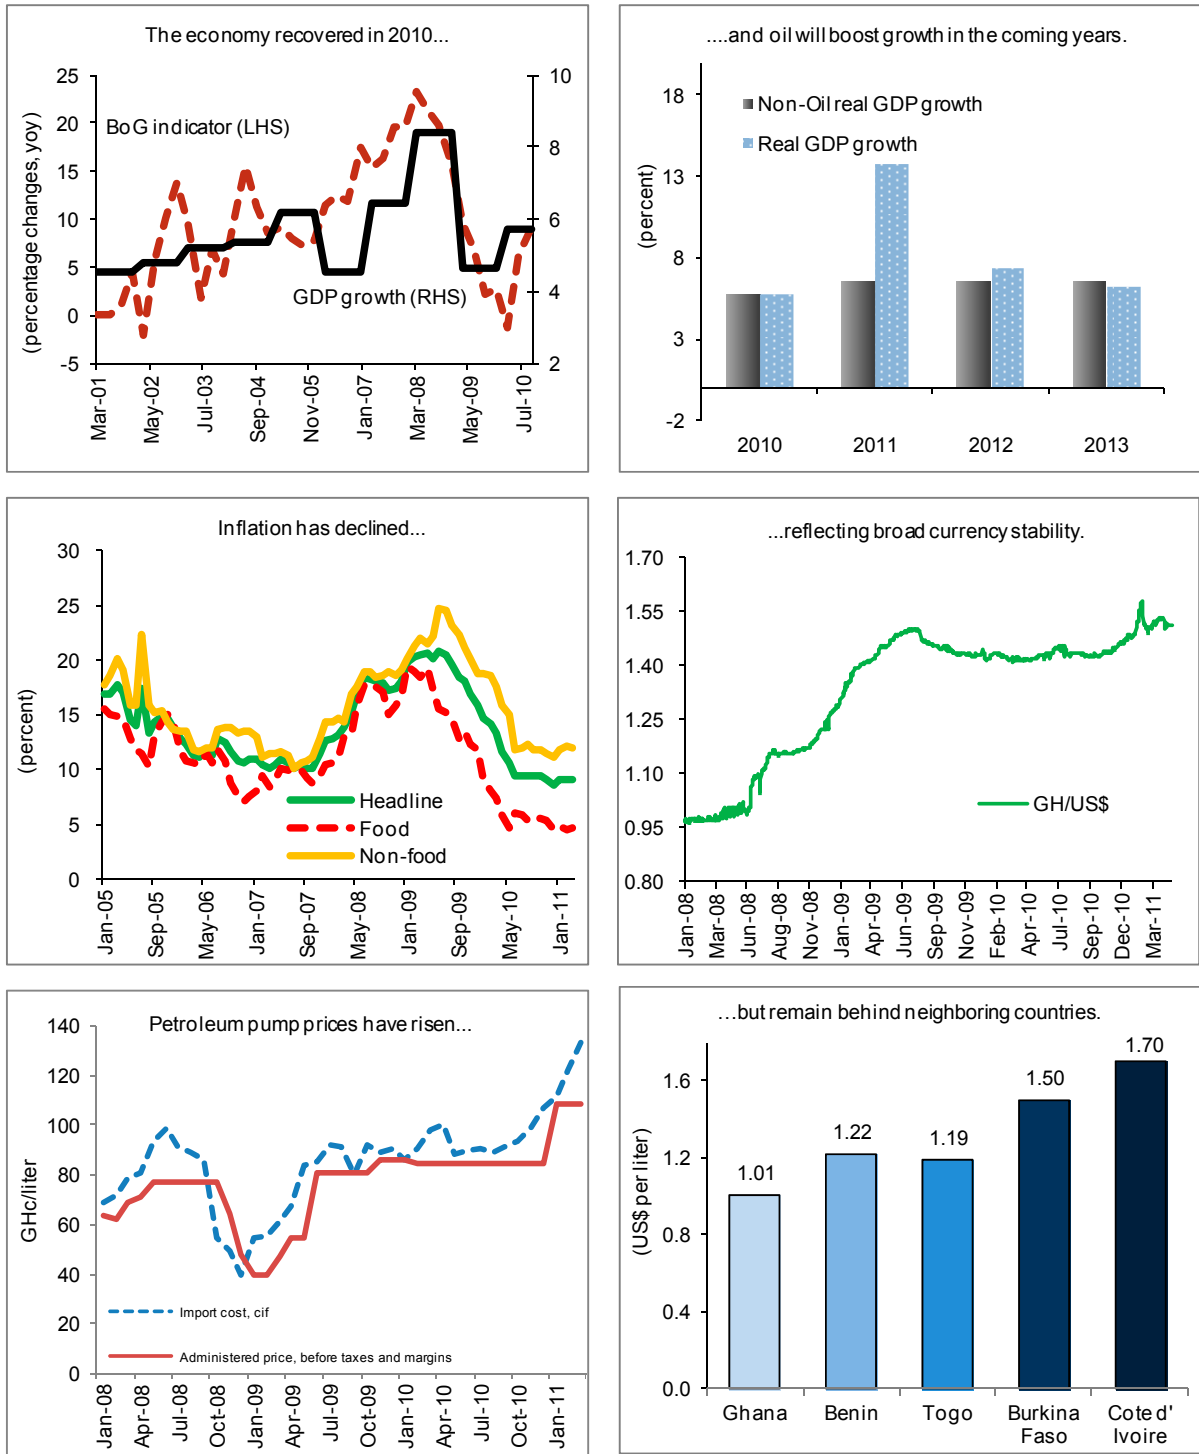 The economy recovered in 2010...
(percentage changes, yoy)
25
20
15
10
5
0
-5
10
8
6
4
2
BoG indicator (LHS)
GDP growth (RHS)
Mar-01
May-02
Jul-03
Sep-04
Nov-05
Jan-07
Mar-08
May-09
Jul-10
....and oil will boost growth in the coming years.
(percent)
18
13
8
3
-2
Non-Oil real GDP growth
Real GDP growth
2010
2011
2012
2013
Inflation has declined...
(percent)
30
25
20
15
10
5
0
Headline
Food
Non-food
Jan-05
Sep-05
May-06
Jan-07
Sep-07
May-08
Jan-09
Sep-09
May-10
Jan-11
...reflecting broad currency stability.
1.70
1.55
1.40
1.25
1.10
0.95
0.80
GH/US$
Jan-08
Mar-08
Jun-08
Aug-08
Nov-08
Jan-09
Apr-09
Jun-09
Sep-09
Nov-09
Feb-10
Apr-10
Jul-10
Sep-10
Dec-10
Mar-11
Petroleum pump prices have risen...
GHc/liter
140
120
100
80
60
40
20
0
Import cost, cif
Administered price, before taxes and margins
Jan-08
Apr-08
Jul-08
Oct-08
Jan-09
Apr-09
Jul-09
Oct-09
Jan-10
Apr-10
Jul-10
Oct-10
Jan-11
...but remain behind neighboring countries.
(US$ per liter)
1.6
1.2
0.8
0.4
0.0
1.01
1.22
1.19
1.50
1.70
Ghana
Benin
Togo
Burkina
Faso
Cote d'
Ivoire